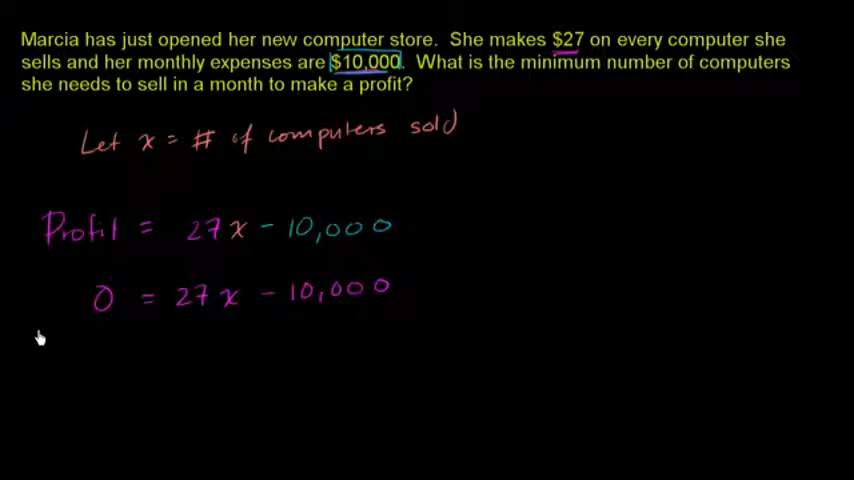 Marcia has just opened her new computer store. She makes $27 on every computer she
sells and her monthly expenses are $10,000. What is the minimum number of computers
she needs to sell in a month to make a profit?
Let x = # of computers sold
Profit = 27x - 10,000
0 = 27x - 10,000